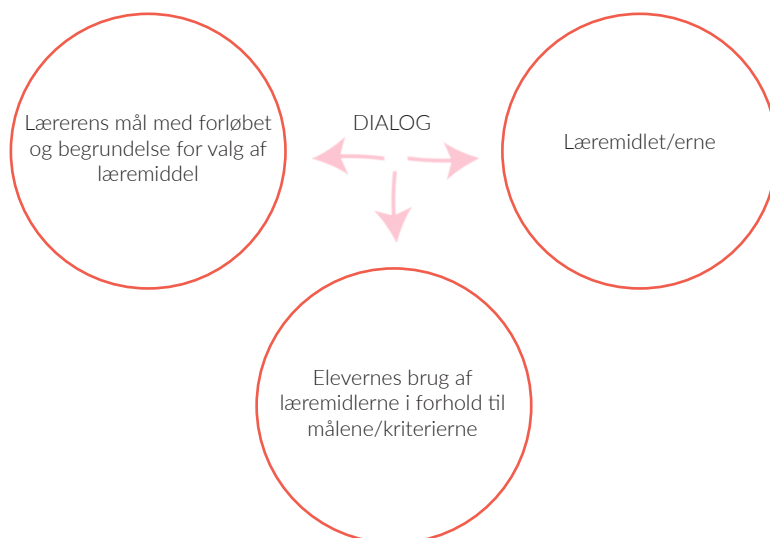 Lærerens mål med forløbet
og begrundelse for valg af
læremiddel
DIALOG
Læremidlet/erne
Elevernes brug af
læremidlerne i forhold til
målene/kriterierne